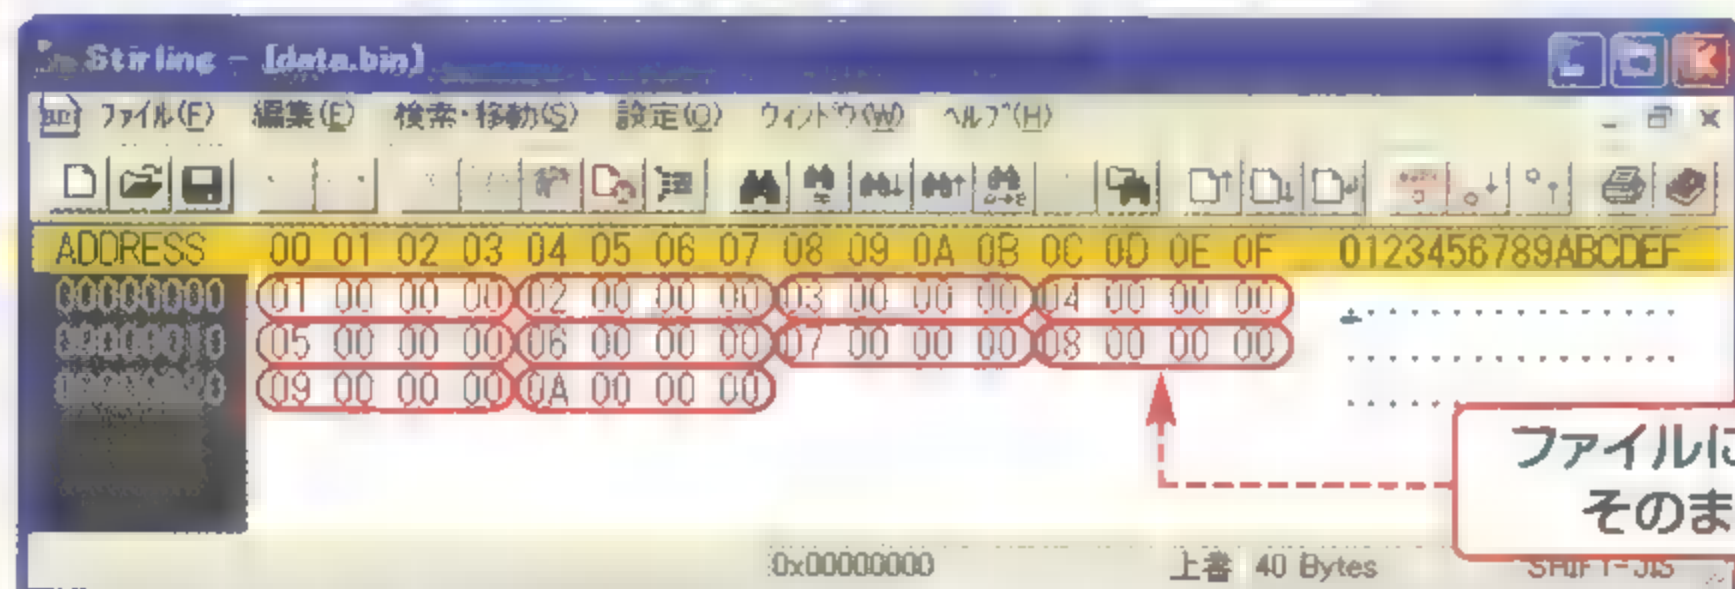 Stirling - [data.bin]
ファイル(F) 編集(E) 検索・移動(S) 設定(O) ウィンドウ(W) ヘルプ(H)
ADDRESS 00 01 02 03 04 05 06 07 08 09 0A 0B 0C 0D 0E 0F 0123456789ABCDEF
00000000 01 00 00 00 02 00 00 00 03 00 00 00 04 00 00 00 ................
00000010 05 00 00 00 06 00 00 00 07 00 00 00 08 00 00 00 ................
00000020 09 00 00 00 0A 00 00 00
ファイルに
そのま
0x00000000 上書 40 Bytes SHIFT-JIS